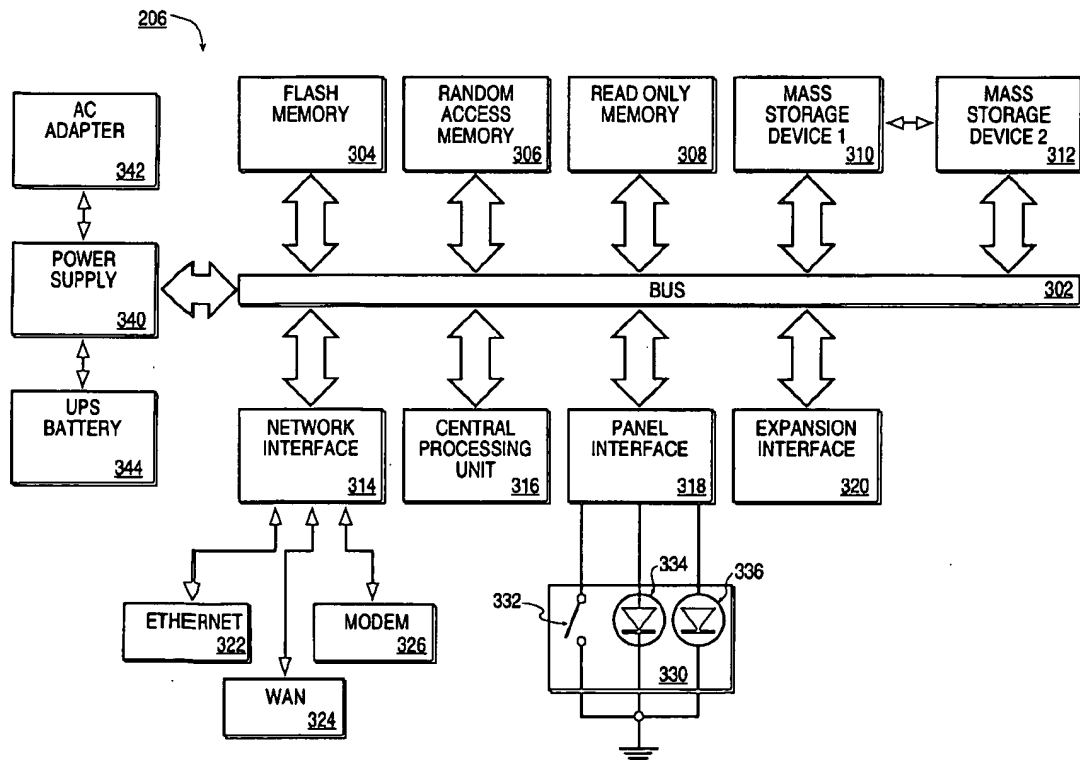 206
AC
ADAPTER
342
FLASH
MEMORY
304
RANDOM
ACCESS
MEMORY
306
READ ONLY
MEMORY
308
MASS
STORAGE
DEVICE 1
310
MASS
STORAGE
DEVICE 2
312
POWER
SUPPLY
340
BUS
302
UPS
BATTERY
344
NETWORK
INTERFACE
314
CENTRAL
PROCESSING
UNIT
316
PANEL
INTERFACE
318
EXPANSION
INTERFACE
320
ETHERNET
322
MODEM
326
WAN
324
332
334
336
330